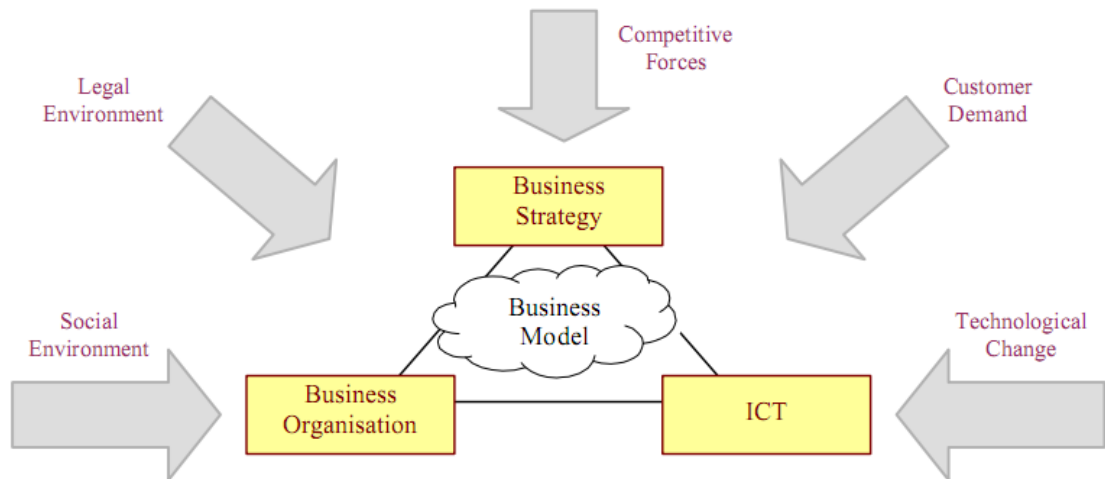 Competitive
Forces
Legal
Environment
Customer
Demand
Business
Strategy
Business
Model
Social
Environment
Technological
Change
Business
Organisation
ICT